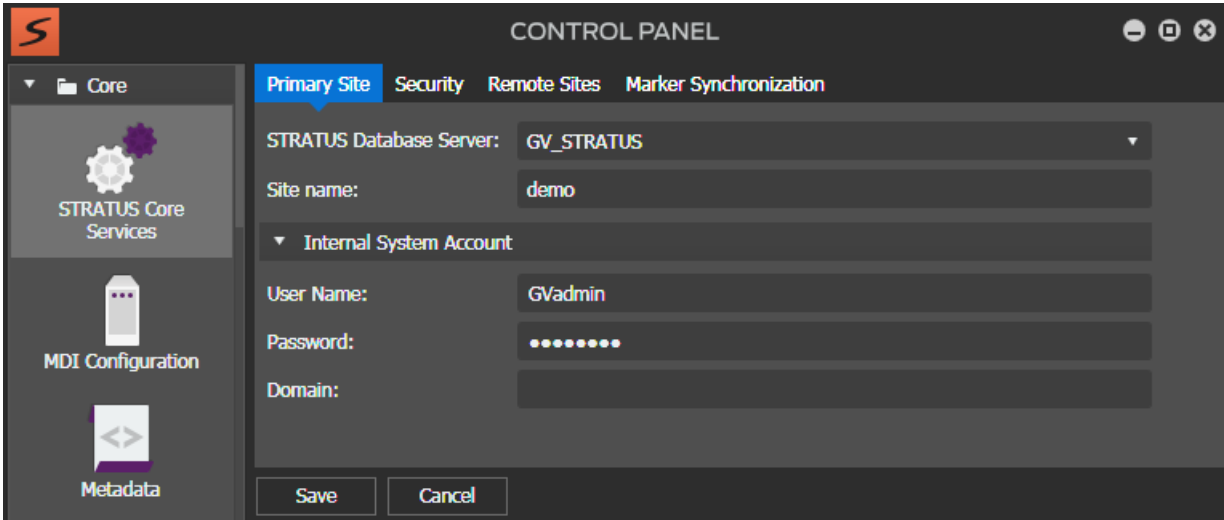 CONTROL PANEL
Core
STRATUS Core
Services
MDI Configuration
Metadata
Primary Site Security Remote Sites Marker Synchronization
STRATUS Database Server: GV_STRATUS
Site name: demo
Internal System Account
User Name: GVadmin
Password: ●●●●●●●●
Domain:
Save Cancel